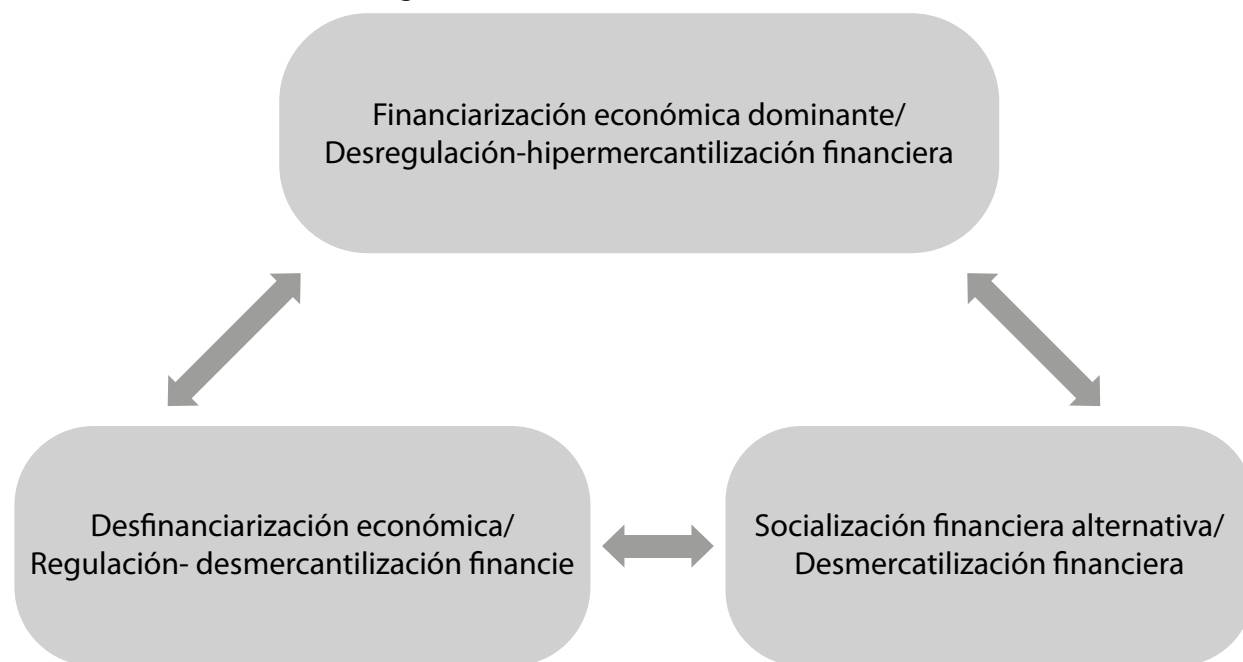 Financiarización económica dominante/
Desregulación-hipermercantilización financiera
Desfinanciarización económica/
Regulación- desmercantilización financie
Socialización financiera alternativa/
Desmercatilización financiera